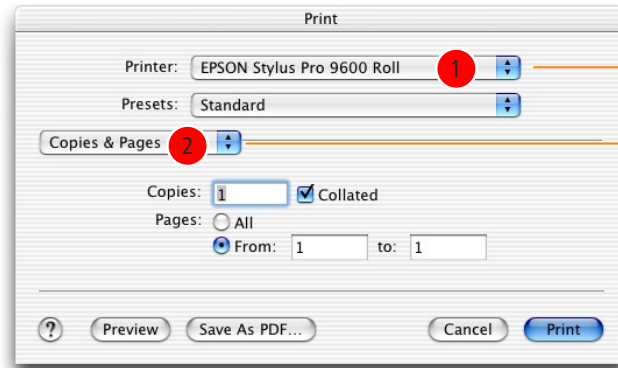 Print
Printer: EPSON Stylus Pro 9600 Roll 1
Presets: Standard
Copies & Pages 2
Copies: 1 Collated
Pages: All
From: 1 to: 1
? Preview Save As PDF... Cancel Print